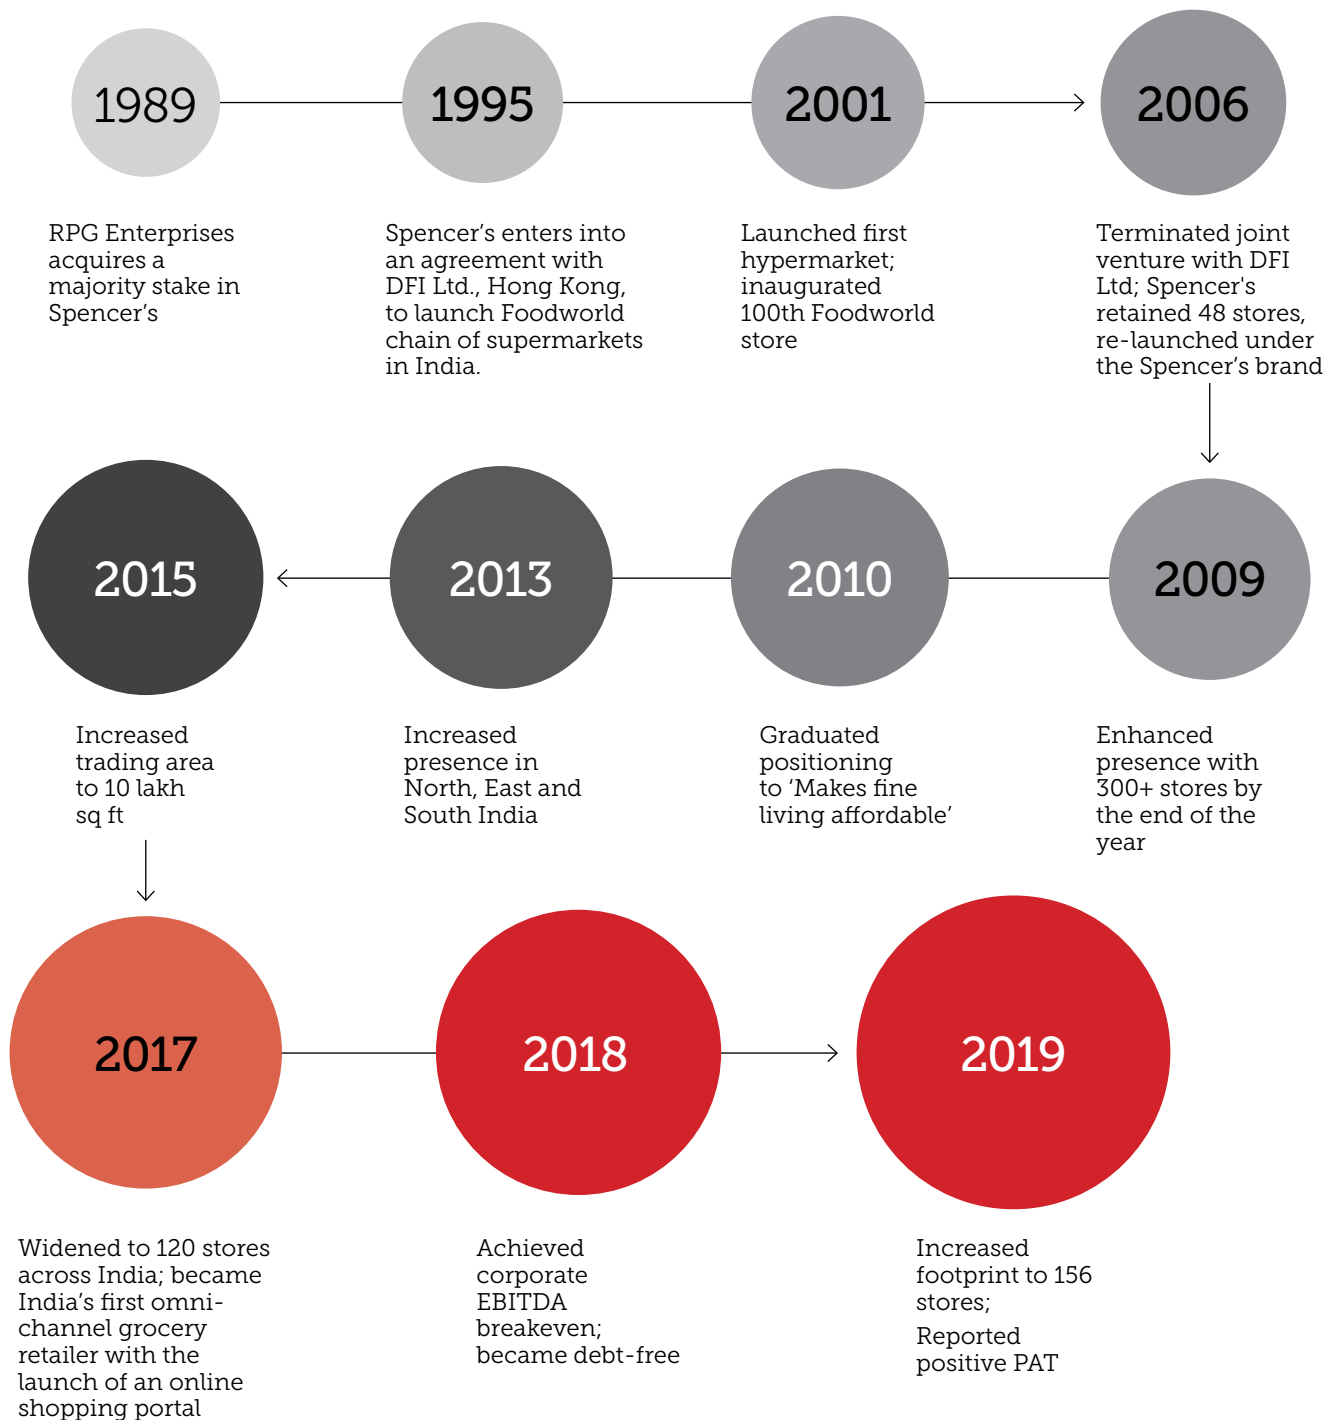 1989
RPG Enterprises
acquires a
majority stake in
Spencer’s
1995
Spencer’s enters into
an agreement with
DFI Ltd., Hong Kong,
to launch Foodworld
chain of supermarkets
in India.
2001
Launched first
hypermarket;
inaugurated
100th Foodworld
store
2006
Terminated joint
venture with DFI
Ltd; Spencer's
retained 48 stores,
re-launched under
the Spencer’s brand
2009
Enhanced
presence with
300+ stores by
the end of the
year
2010
Graduated
positioning
to ‘Makes fine
living affordable’
2013
Increased
presence in
North, East and
South India
2015
Increased
trading area
to 10 lakh
sq ft
2017
Widened to 120 stores
across India; became
India’s first omni-
channel grocery
retailer with the
launch of an online
shopping portal
2018
Achieved
corporate
EBITDA
breakeven;
became debt-free
2019
Increased
footprint to 156
stores;
Reported
positive PAT